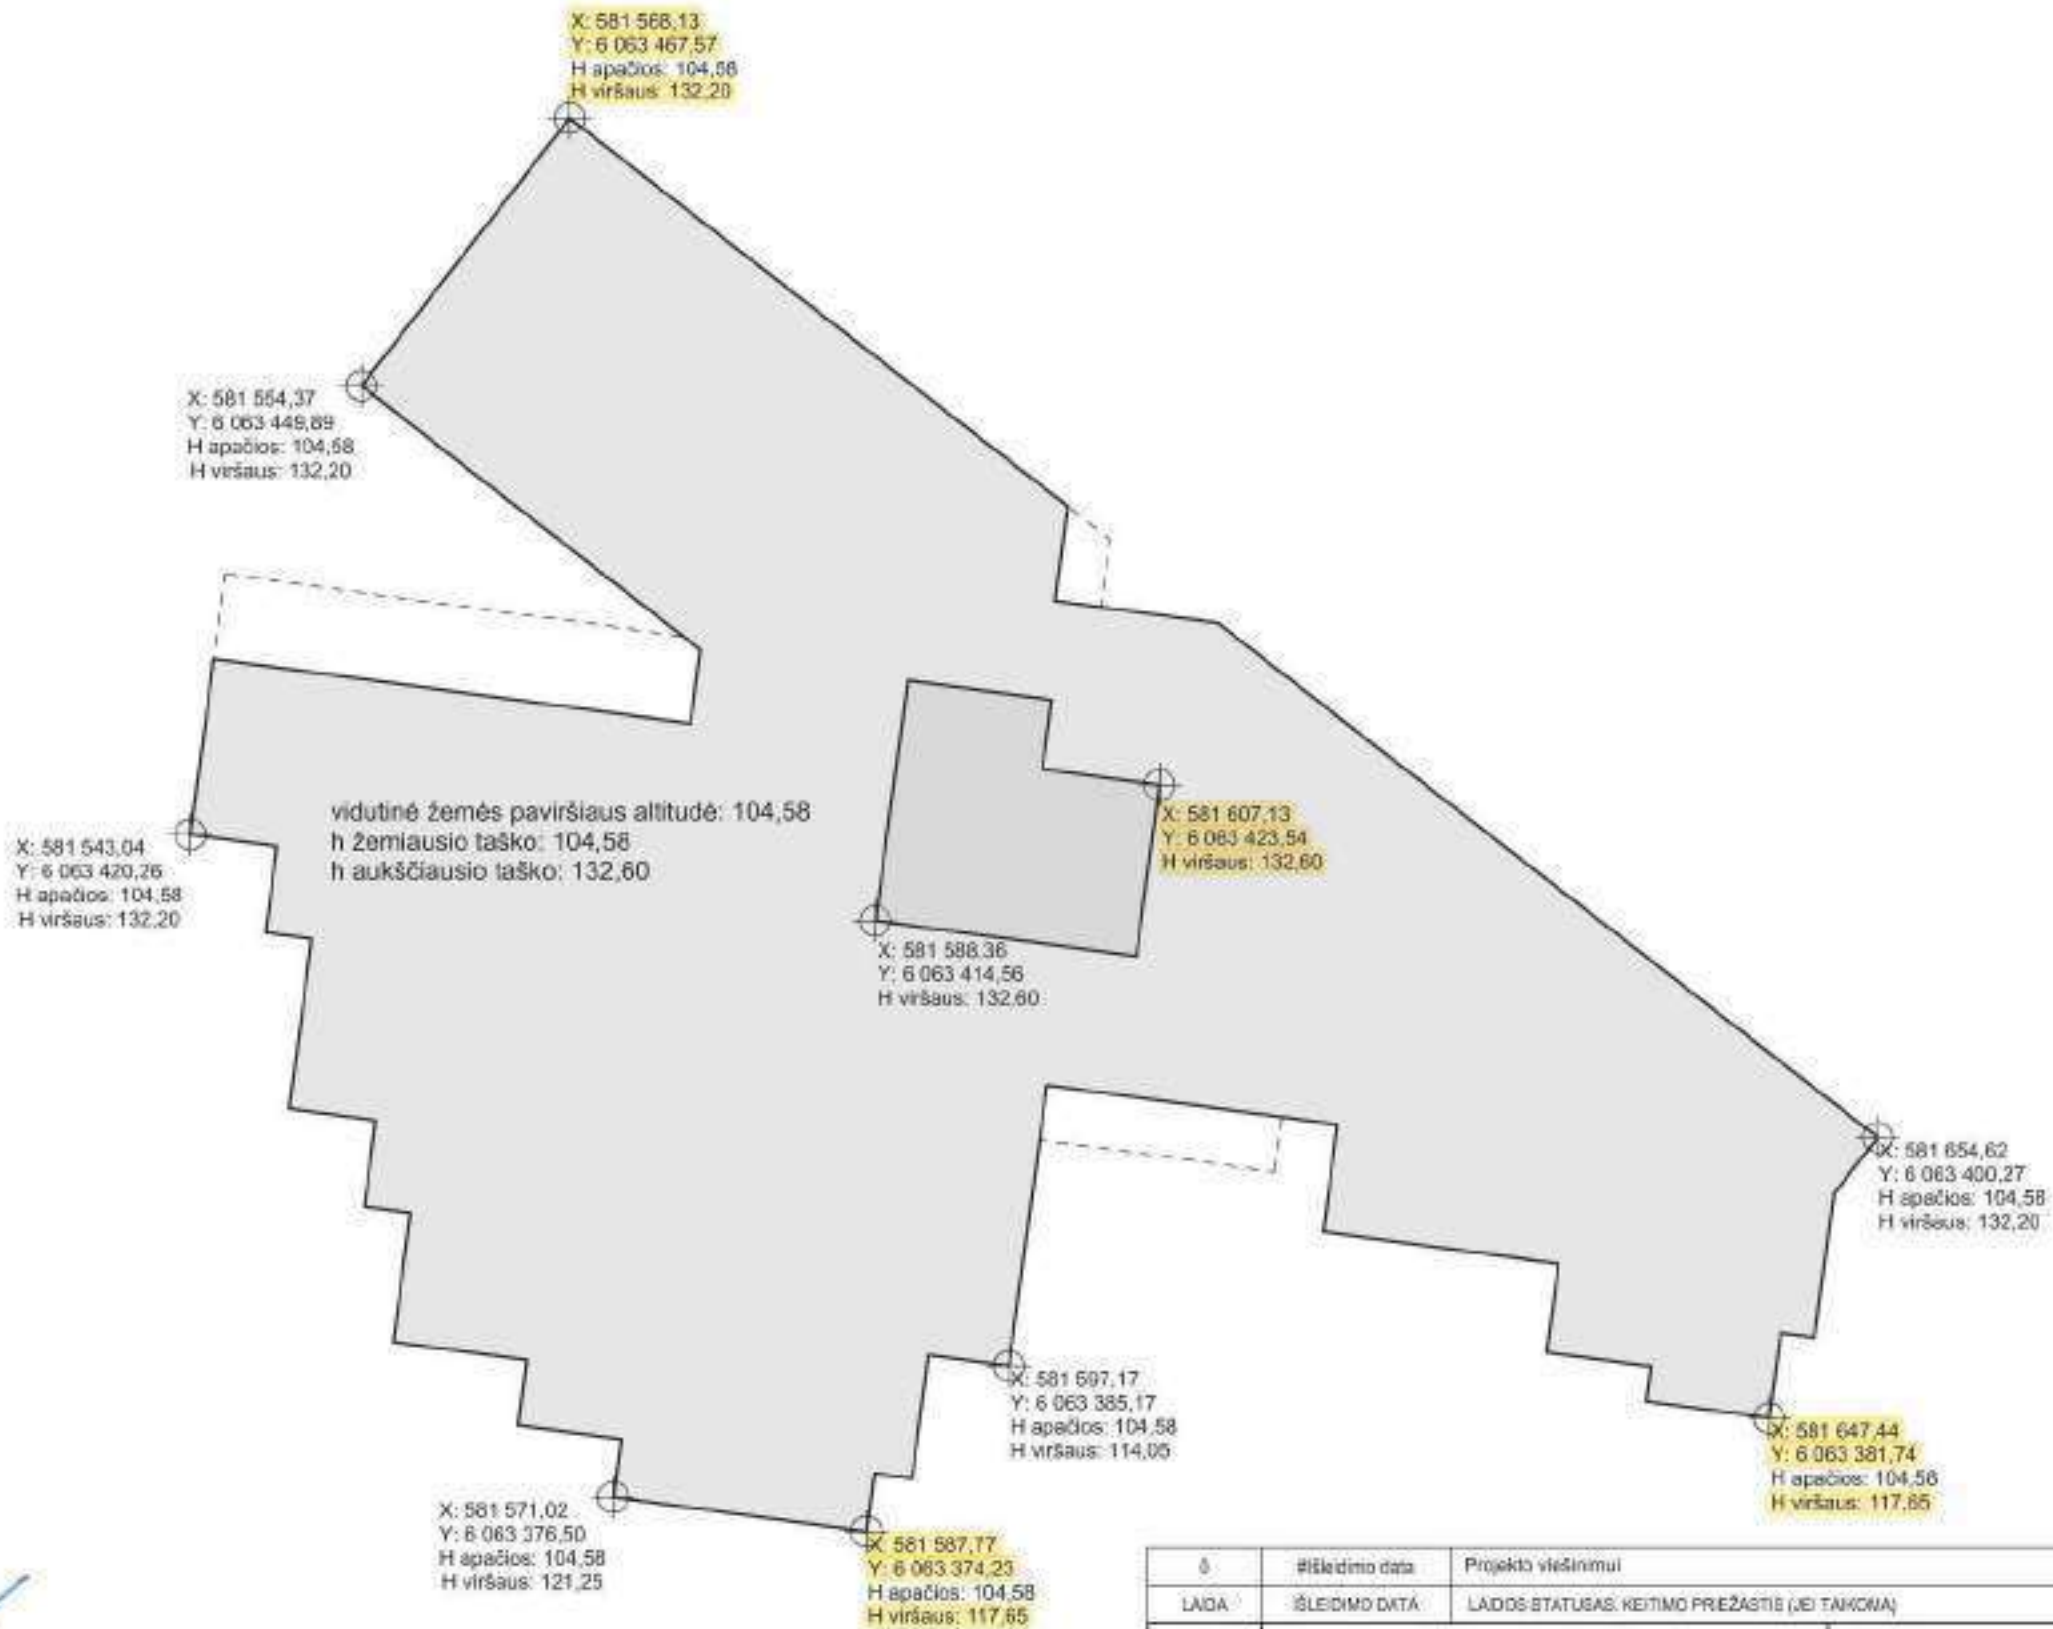 X: 581 568,13
Y: 6 063 467,57
H apačios: 104,58
H viršaus: 132,20
X: 581 554,37
Y: 6 063 449,89
H apačios: 104,58
H viršaus: 132,20
vidutinė žemės paviršiaus altitudė: 104,58
h žemiausio taško: 104,58
h aukščiausio taško: 132,60
X: 581 607,13
Y: 6 063 423,54
H viršaus: 132,60
X: 581 543,04
Y: 6 063 420,26
H apačios: 104,58
H viršaus: 132,20
X: 581 588,36
Y: 6 063 414,56
H viršaus: 132,60
X: 581 654,62
Y: 6 063 400,27
H apačios: 104,58
H viršaus: 132,20
X: 581 597,17
Y: 6 063 385,17
H apačios: 104,58
H viršaus: 114,05
X: 581 647,44
Y: 6 063 381,74
H apačios: 104,58
H viršaus: 117,65
X: 581 571,02
Y: 6 063 376,50
H apačios: 104,58
H viršaus: 121,25
X: 581 587,77
Y: 6 063 374,23
H apačios: 104,58
H viršaus: 117,65
0 #Išleidimo data Projekto viešinimui
LAIDA IŠLEIDIMO DATA LAIDOS STATUSAS. KEITIMO PRIEŽASTIS (JEI TAIKOMA)